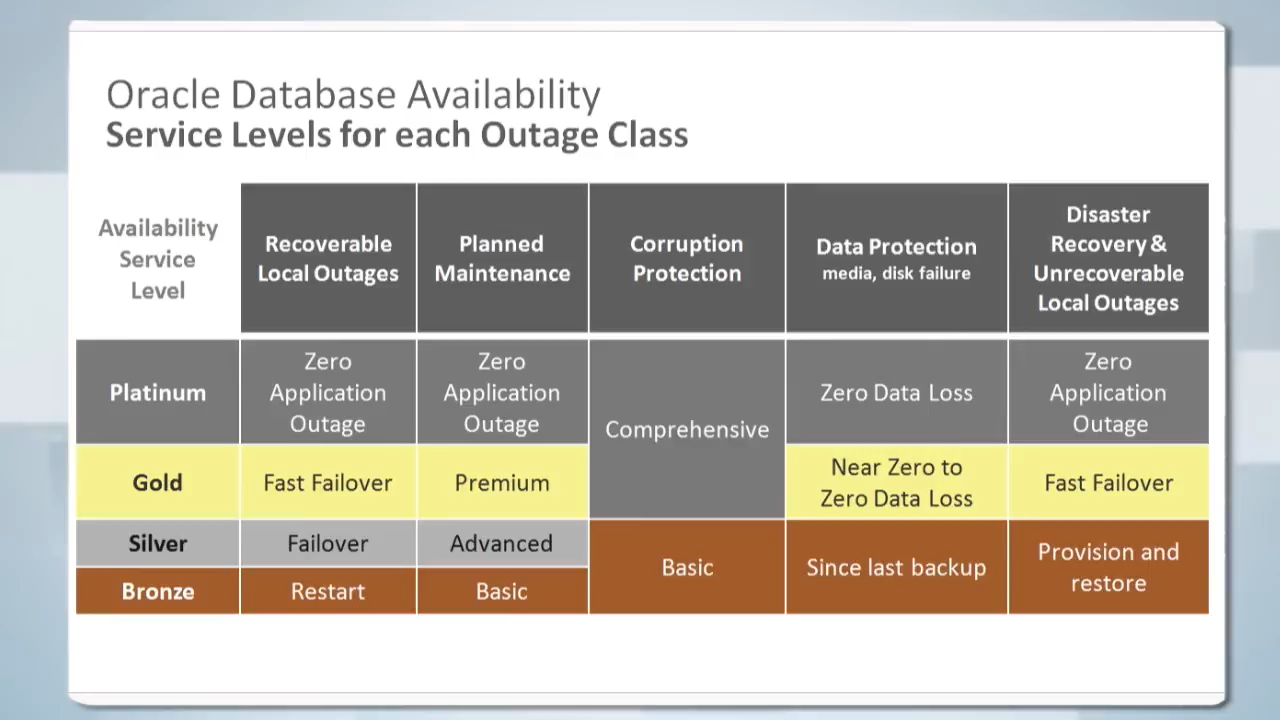 Oracle Database Availability
Service Levels for each Outage Class
Availability
Service
Level
Recoverable
Local Outages
Planned
Maintenance
Corruption
Protection
Data Protection
media, disk failure
Disaster
Recovery &
Unrecoverable
Local Outages
Platinum
Zero
Application
Outage
Zero
Application
Outage
Comprehensive
Zero Data Loss
Zero
Application
Outage
Gold
Fast Failover
Premium
Near Zero to
Zero Data Loss
Fast Failover
Silver
Failover
Advanced
Basic
Since last backup
Provision and
restore
Bronze
Restart
Basic